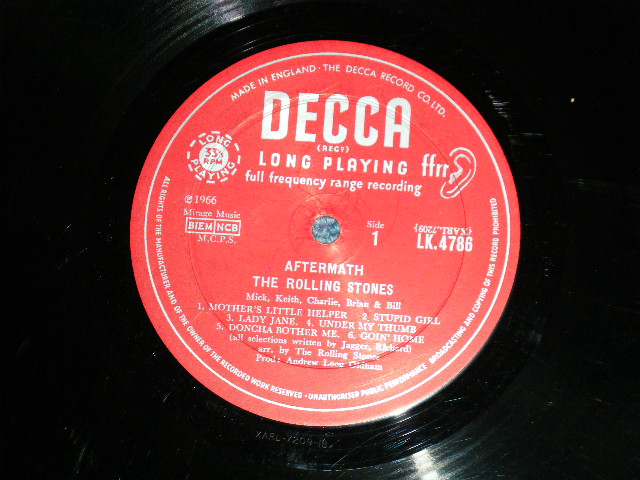 MADE IN ENGLAND · THE DECCA RECORD CO. LTD.
DECCA
(REGD)
LONG PLAYING
33⅓
RPM
LONG PLAYING ffrr
full frequency range recording
℗1966
Mirage Music
BIEM NCB
M.C.P.S.
Side
1
(XARL.7209)
LK.4786
AFTERMATH
THE ROLLING STONES
Mick, Keith, Charlie, Brian & Bill
1. MOTHER'S LITTLE HELPER 2. STUPID GIRL
3. LADY JANE. 4. UNDER MY THUMB
5. DONCHA BOTHER ME. 6. GOIN' HOME
(all selections written by Jagger, Richard)
arr. by The Rolling Stones
Prod: Andrew Loog Oldham
ALL RIGHTS OF THE MANUFACTURER AND OF THE OWNER OF THE RECORDED WORK RESERVED · UNAUTHORISED PUBLIC PERFORMANCE, BROADCASTING AND COPYING OF THIS RECORD PROHIBITED
XARL-7209-